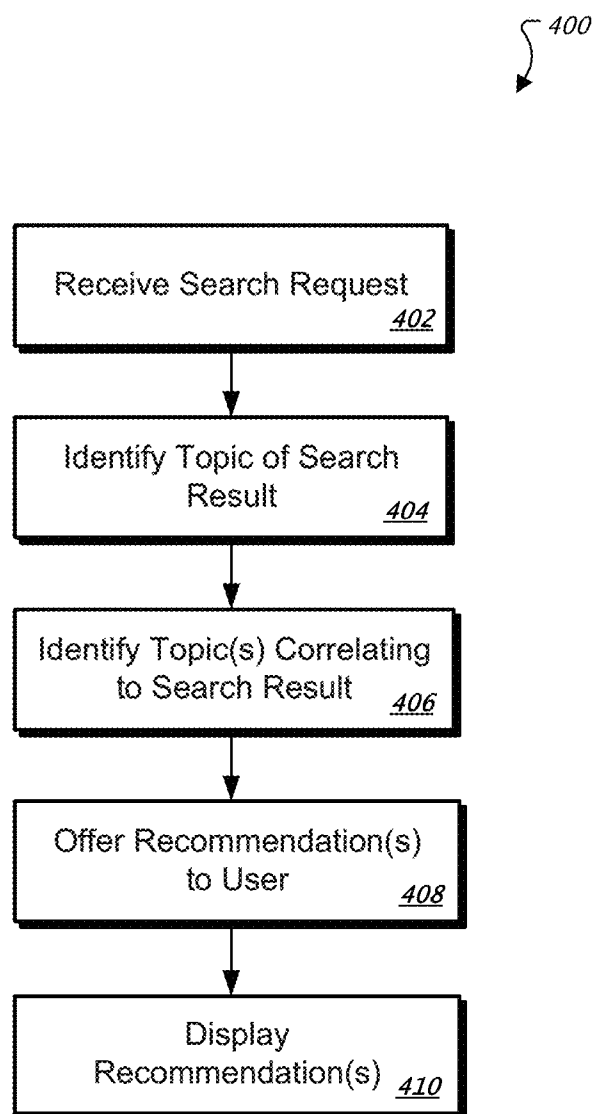 400
Receive Search Request
402
Identify Topic of Search
Result
404
Identify Topic(s) Correlating
to Search Result
406
Offer Recommendation(s)
to User
408
Display
Recommendation(s)
410